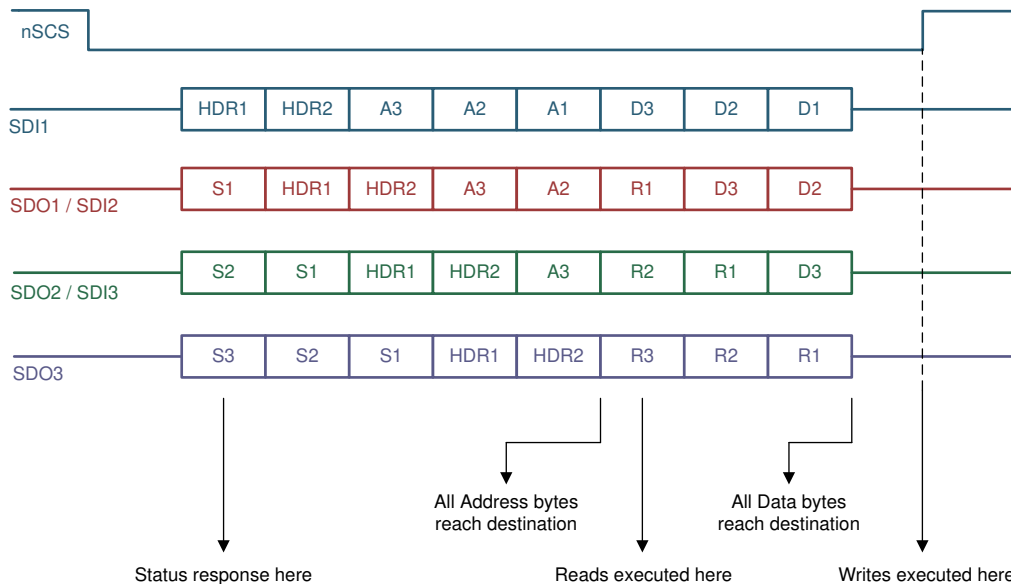 nSCS
HDR1 HDR2 A3 A2 A1 D3 D2 D1
SDI1
S1 HDR1 HDR2 A3 A2 R1 D3 D2
SDO1 / SDI2
S2 S1 HDR1 HDR2 A3 R2 R1 D3
SDO2 / SDI3
S3 S2 S1 HDR1 HDR2 R3 R2 R1
SDO3
All Address bytes
reach destination
All Data bytes
reach destination
Status response here
Reads executed here
Writes executed here